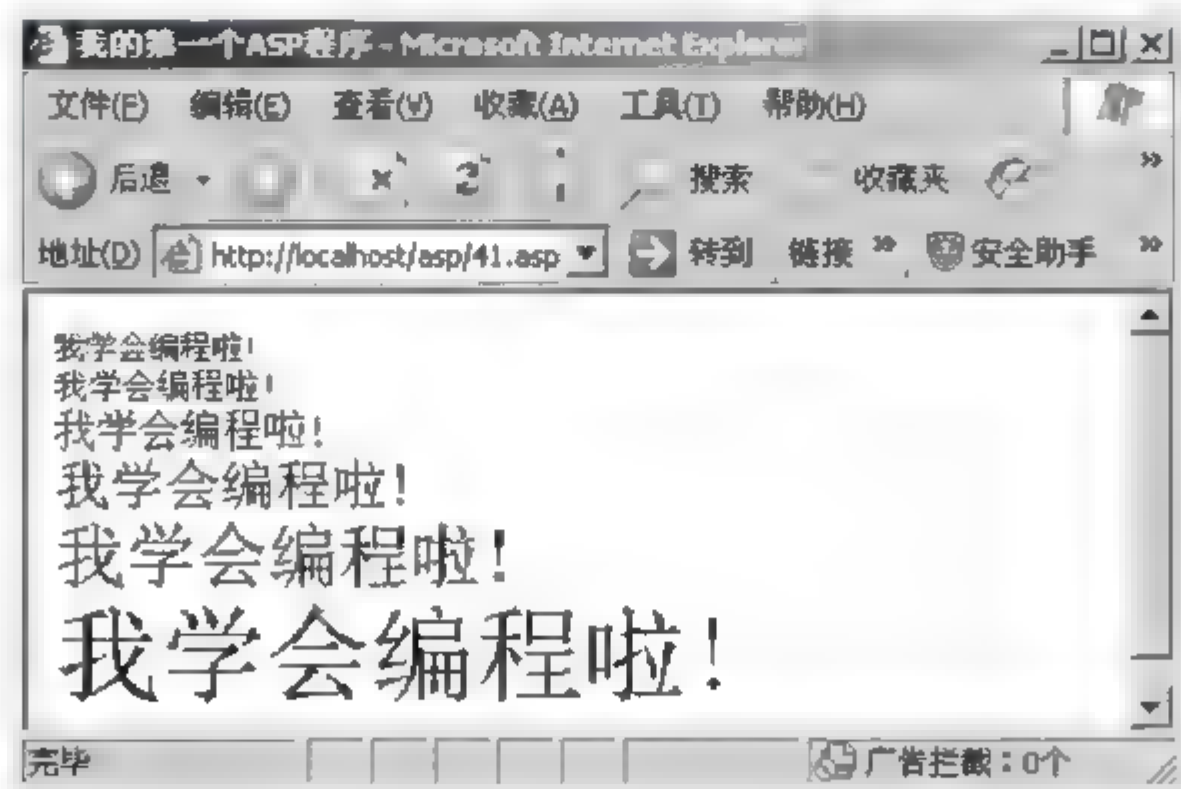 我的第一个ASP程序 - Microsoft Internet Explorer
文件(F) 编辑(E) 查看(V) 收藏(A) 工具(T) 帮助(H)
后退 搜索 收藏夹 »
地址(D) http://localhost/asp/41.asp 转到 链接 » 安全助手 »
我学会编程啦!
我学会编程啦!
我学会编程啦!
我学会编程啦!
我学会编程啦!
我学会编程啦!
完毕 广告拦截：0个